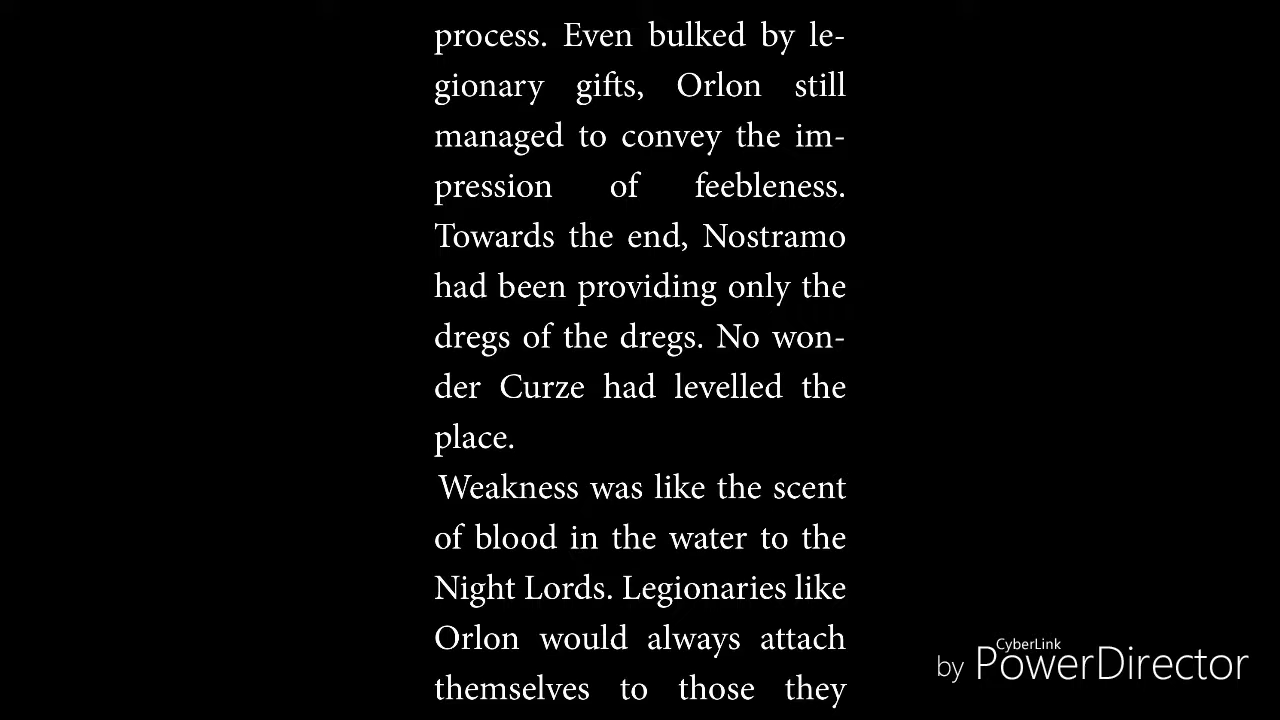 process. Even bulked by le-
gionary gifts, Orlon still
managed to convey the im-
pression of feebleness.
Towards the end, Nostramo
had been providing only the
dregs of the dregs. No won-
der Curze had levelled the
place.
Weakness was like the scent
of blood in the water to the
Night Lords. Legionaries like
Orlon would always attach
themselves to those they
CyberLink
by PowerDirector